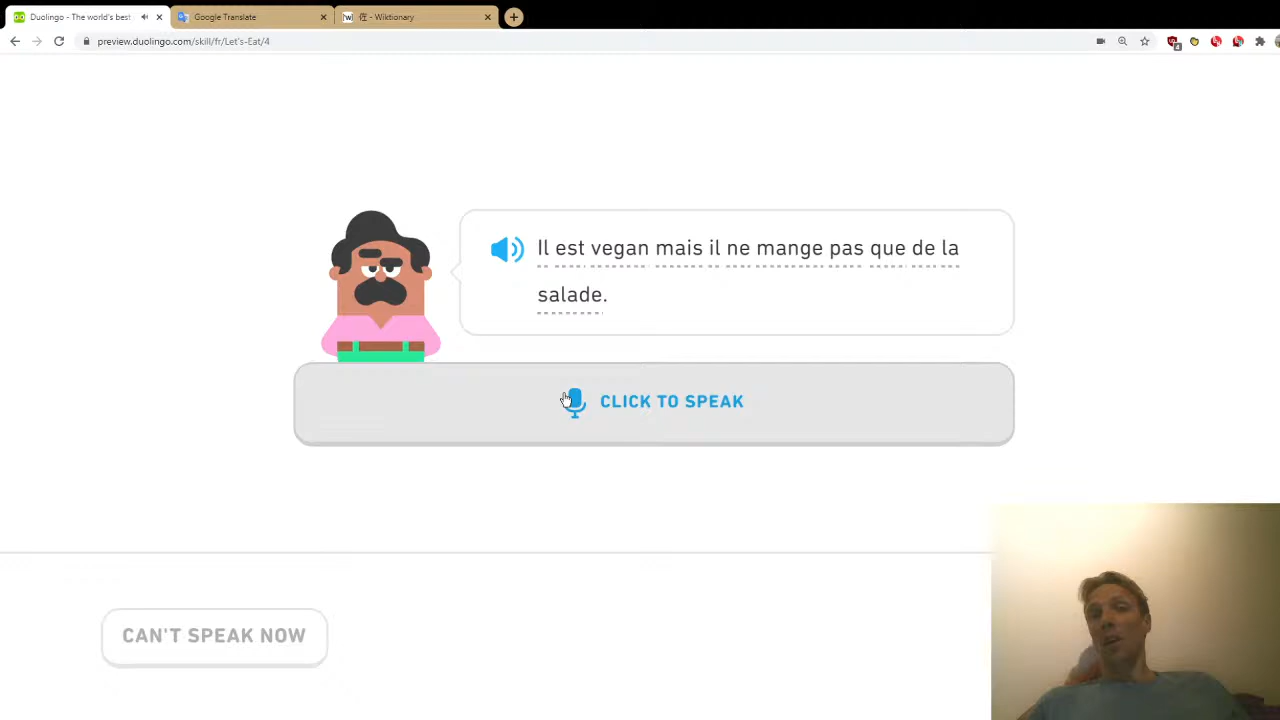 Duolingo - The world's best
Google Translate
- Wiktionary
preview.duolingo.com/skill/fr/Let's-Eat/4
4
Il est vegan mais il ne mange pas que de la
salade.
CLICK TO SPEAK
CAN'T SPEAK NOW